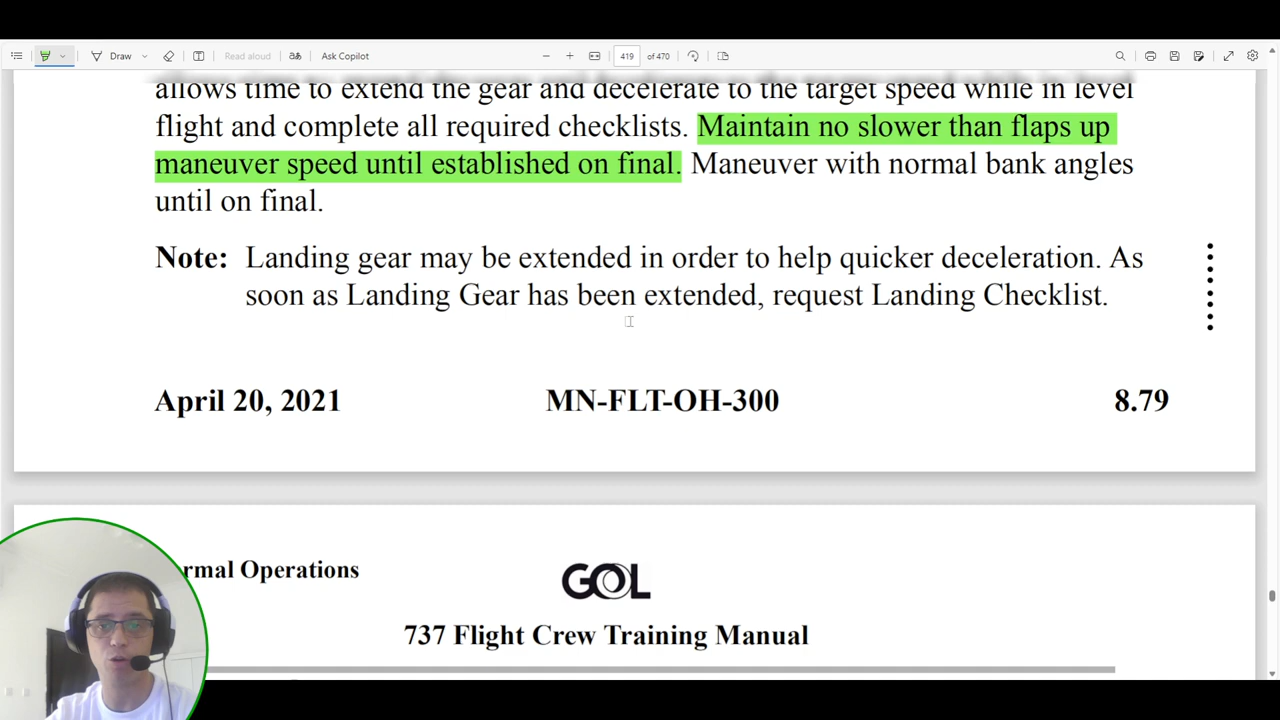 Draw
Read aloud
aあ
Ask Copilot
419 of 470
allows time to extend the gear and decelerate to the target speed while in level
flight and complete all required checklists. Maintain no slower than flaps up
maneuver speed until established on final. Maneuver with normal bank angles
until on final.
Note: Landing gear may be extended in order to help quicker deceleration. As
soon as Landing Gear has been extended, request Landing Checklist.
April 20, 2021 MN-FLT-OH-300 8.79
rmal Operations
GOL
737 Flight Crew Training Manual